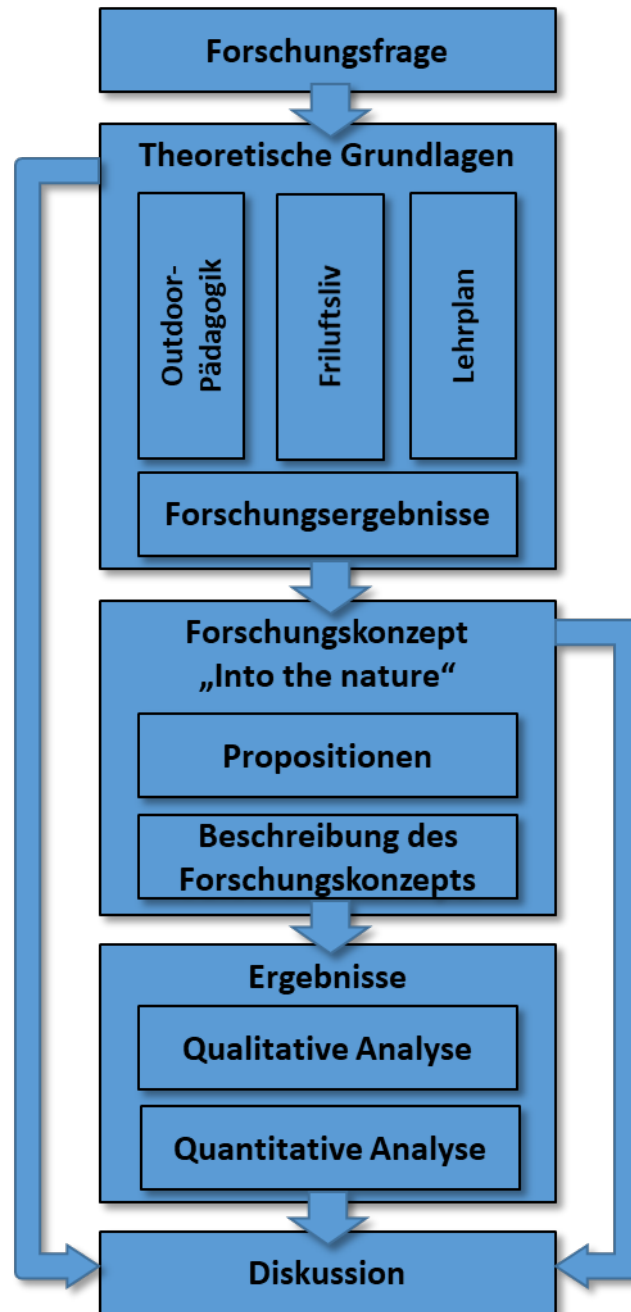 Forschungsfrage
Theoretische Grundlagen
Outdoor-
Pädagogik
Friluftsliv
Lehrplan
Forschungsergebnisse
Forschungskonzept
„Into the nature“
Propositionen
Beschreibung des
Forschungskonzepts
Ergebnisse
Qualitative Analyse
Quantitative Analyse
Diskussion